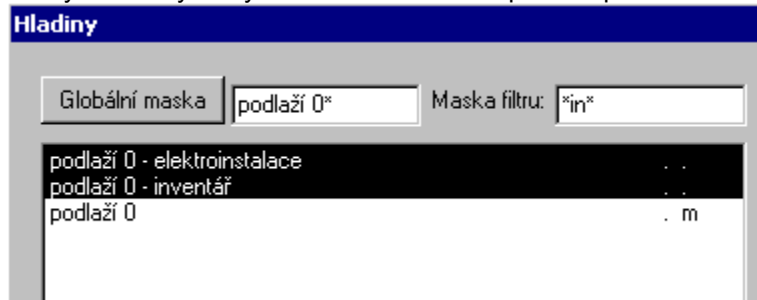 Hladiny
Globální maska podlaží 0* Maska filtru: *in*
podlaží 0 - elektroinstalace . .
podlaží 0 - inventář . .
podlaží 0 . m